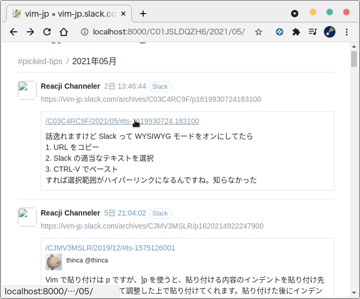 vim-jp » vim-jp.slack.c
localhost:8000/C01JSLDQZH6/2021/05/
#picked-tips / 2021年05月
Reacji Channeler 2日 13:46:44 Slack
https://vim-jp.slack.com/archives/C03C4RC9F/p1619930724183100
/C03C4RC9F/2021/05/#ts-1619930724.183100
話逸れますけど Slack って WYSIWYG モードをオンにしてたら
1. URL をコピー
2. Slack の適当なテキストを選択
3. CTRL-V でペースト
すれば選択範囲がハイパーリンクになるんですね。知らなかった
Reacji Channeler 5日 21:04:02 Slack
https://vim-jp.slack.com/archives/CJMV3MSLR/p1620214922247900
/CJMV3MSLR/2019/12/#ts-1575126001
thinca @thinca
Vim で貼り付けは p ですが、]p を使うと、貼り付ける内容のインデントを貼り付け先
て調整した上で貼り付けてくれます。貼り付けた後にインデン
localhost:8000/···/05/